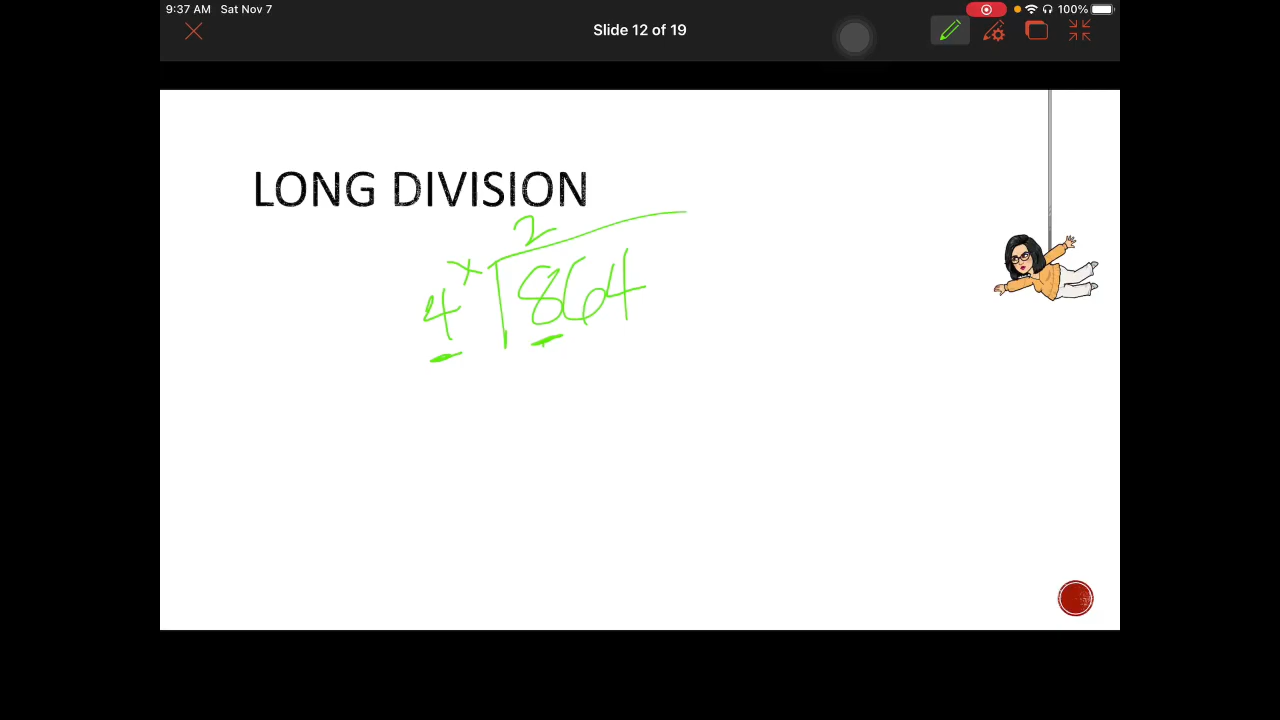 9:37 AM Sat Nov 7 100%
Slide 12 of 19
LONG DIVISION
2
4 x 864